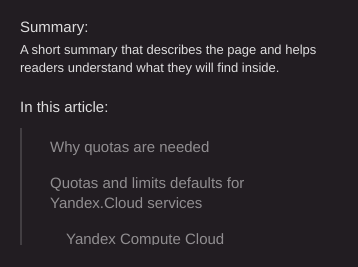 Summary:
A short summary that describes the page and helps
readers understand what they will find inside.
In this article:
Why quotas are needed
Quotas and limits defaults for
Yandex.Cloud services
Yandex Compute Cloud